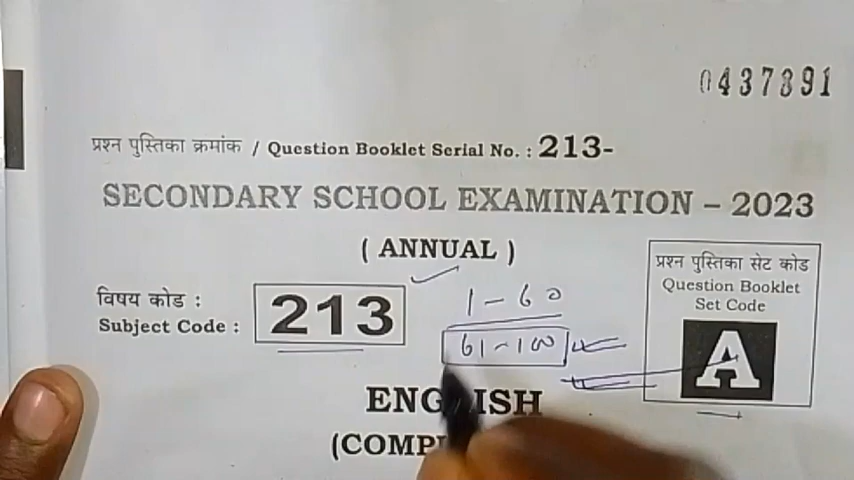 0437891
प्रश्न पुस्तिका क्रमांक / Question Booklet Serial No. : 213-
SECONDARY SCHOOL EXAMINATION – 2023
( ANNUAL )
विषय कोड :
Subject Code :
213
1 – 60
61 – 100
प्रश्न पुस्तिका सेट कोड
Question Booklet
Set Code
A